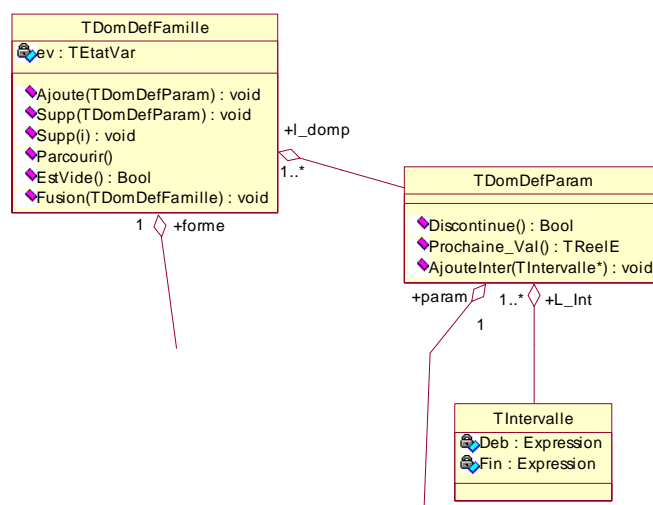 TDomDefFamille
ev : TEtatVar
Ajoute(TDomDefParam) : void
Supp(TDomDefParam) : void
Supp(i) : void
Parcourir()
EstVide() : Bool
Fusion(TDomDefFamille) : void
+l_domp
1..*
1 +forme
TDomDefParam
Discontinue() : Bool
Prochaine_Val() : TReelE
AjouteInter(TIntervalle*) : void
+param 1..* +L_Int
1
TIntervalle
Deb : Expression
Fin : Expression